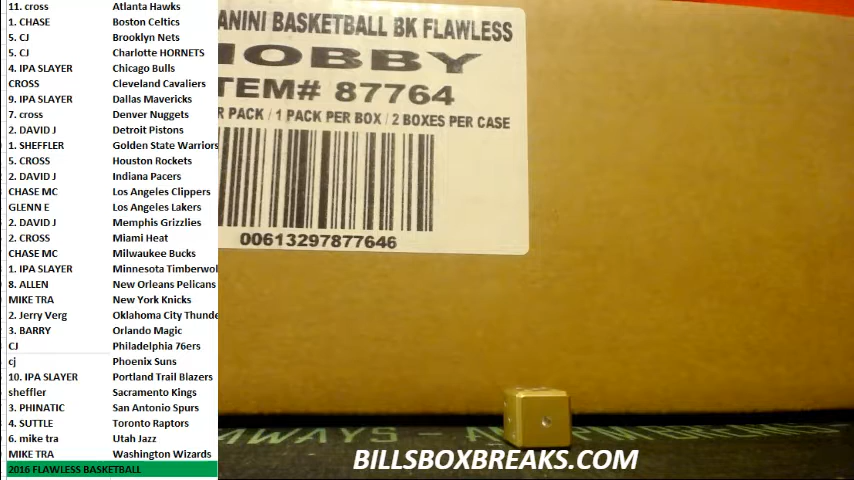 11. cross Atlanta Hawks
1. CHASE Boston Celtics
5. CJ Brooklyn Nets
5. CJ Charlotte HORNETS
4. IPA SLAYER Chicago Bulls
CROSS Cleveland Cavaliers
9. IPA SLAYER Dallas Mavericks
7. cross Denver Nuggets
2. DAVID J Detroit Pistons
1. SHEFFLER Golden State Warriors
5. CROSS Houston Rockets
2. DAVID J Indiana Pacers
CHASE MC Los Angeles Clippers
GLENN E Los Angeles Lakers
2. DAVID J Memphis Grizzlies
2. CROSS Miami Heat
CHASE MC Milwaukee Bucks
1. IPA SLAYER Minnesota Timberwol
8. ALLEN New Orleans Pelicans
MIKE TRA New York Knicks
2. Jerry Verg Oklahoma City Thunde
3. BARRY Orlando Magic
CJ Philadelphia 76ers
cj Phoenix Suns
10. IPA SLAYER Portland Trail Blazers
sheffler Sacramento Kings
3. PHINATIC San Antonio Spurs
4. SUTTLE Toronto Raptors
6. mike tra Utah Jazz
MIKE TRA Washington Wizards
2016 FLAWLESS BASKETBALL
ANINI BASKETBALL BK FLAWLESS
HOBBY
TEM# 87764
R PACK / 1 PACK PER BOX / 2 BOXES PER CASE
00613297877646
BILLSBOXBREAKS.COM